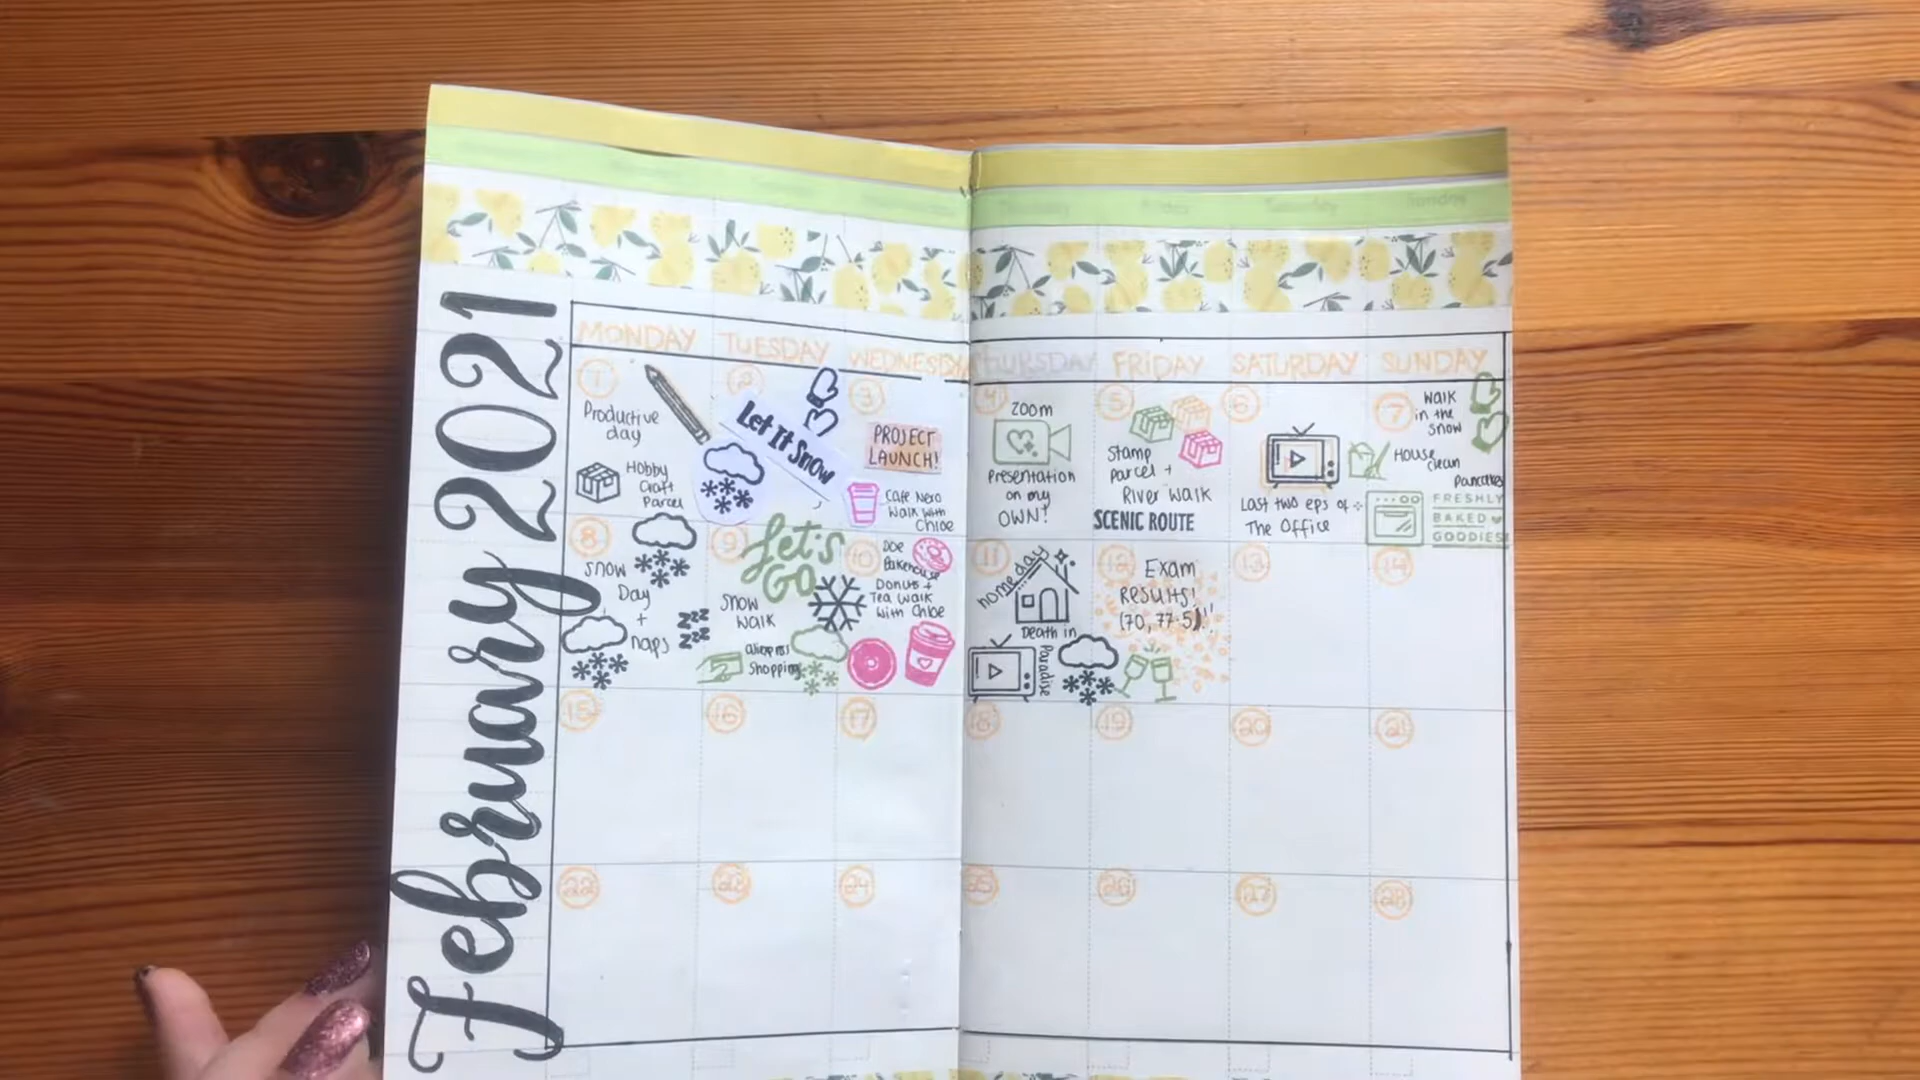 February 2021
MONDAY
TUESDAY
WEDNESDAY
THURSDAY
FRIDAY
SATURDAY
SUNDAY
1
Productive
day
Hobby
Craft
Parcel
2
Let It Snow
3
PROJECT
LAUNCH!
Cafe Nero
Walk with
Chloe
4
Zoom
Presentation
on my
OWN!
5
Stamp
parcel +
River walk
SCENIC ROUTE
6
Last two eps of
The Office
7
Walk
in the
snow
House
clean
Pancakes
FRESHLY
BAKED
GOODIES
8
Snow
Day
+
naps
zzz
zzz
zzz
9
Let's
GO
Snow
walk
aliexpress
Shopping
10
Doe
Bakehouse
Donuts +
Tea walk
with Chloe
11
home day
Death in
Paradise
12
Exam
Results!
(70, 77.5)!!
13
14
15
16
17
18
19
20
21
22
23
24
25
26
27
28